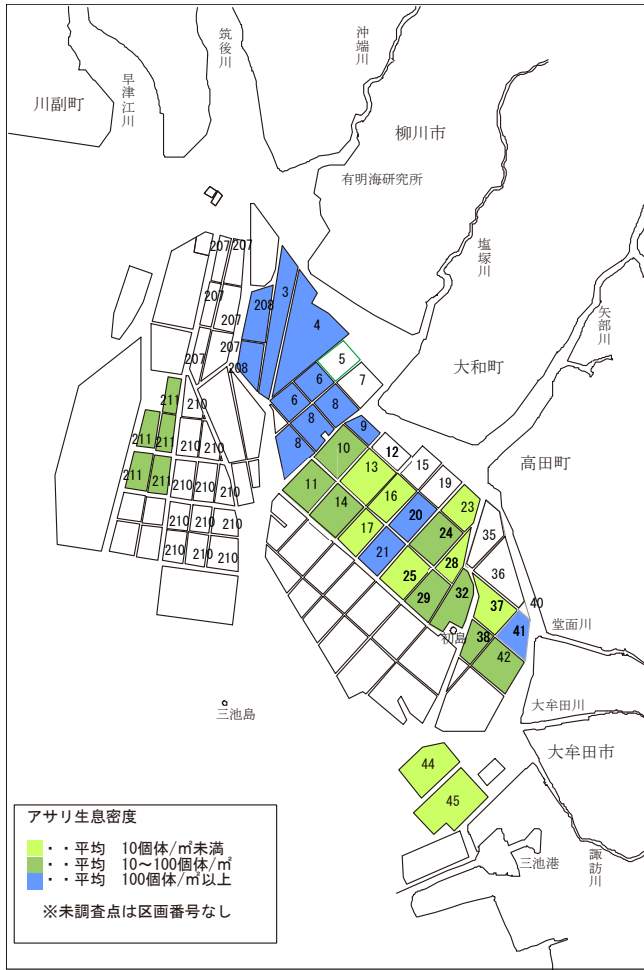 川副町
早津江川
筑後川
沖端川
柳川市
有明海研究所
塩塚川
矢部川
大和町
高田町
207
207
207
207
207
207
208
208
3
4
5
6
6
7
8
8
8
9
211
211
211
211
211
210
210
210
210
210
210
210
210
210
210
210
210
10
11
12
13
14
15
16
17
19
20
21
23
24
25
28
29
32
35
36
37
38
40
41
42
初島
堂面川
大牟田川
三池島
大牟田市
44
45
三池港
諏訪川
アサリ生息密度
・・平均 10個体/㎡未満
・・平均 10～100個体/㎡
・・平均 100個体/㎡以上
※未調査点は区画番号なし